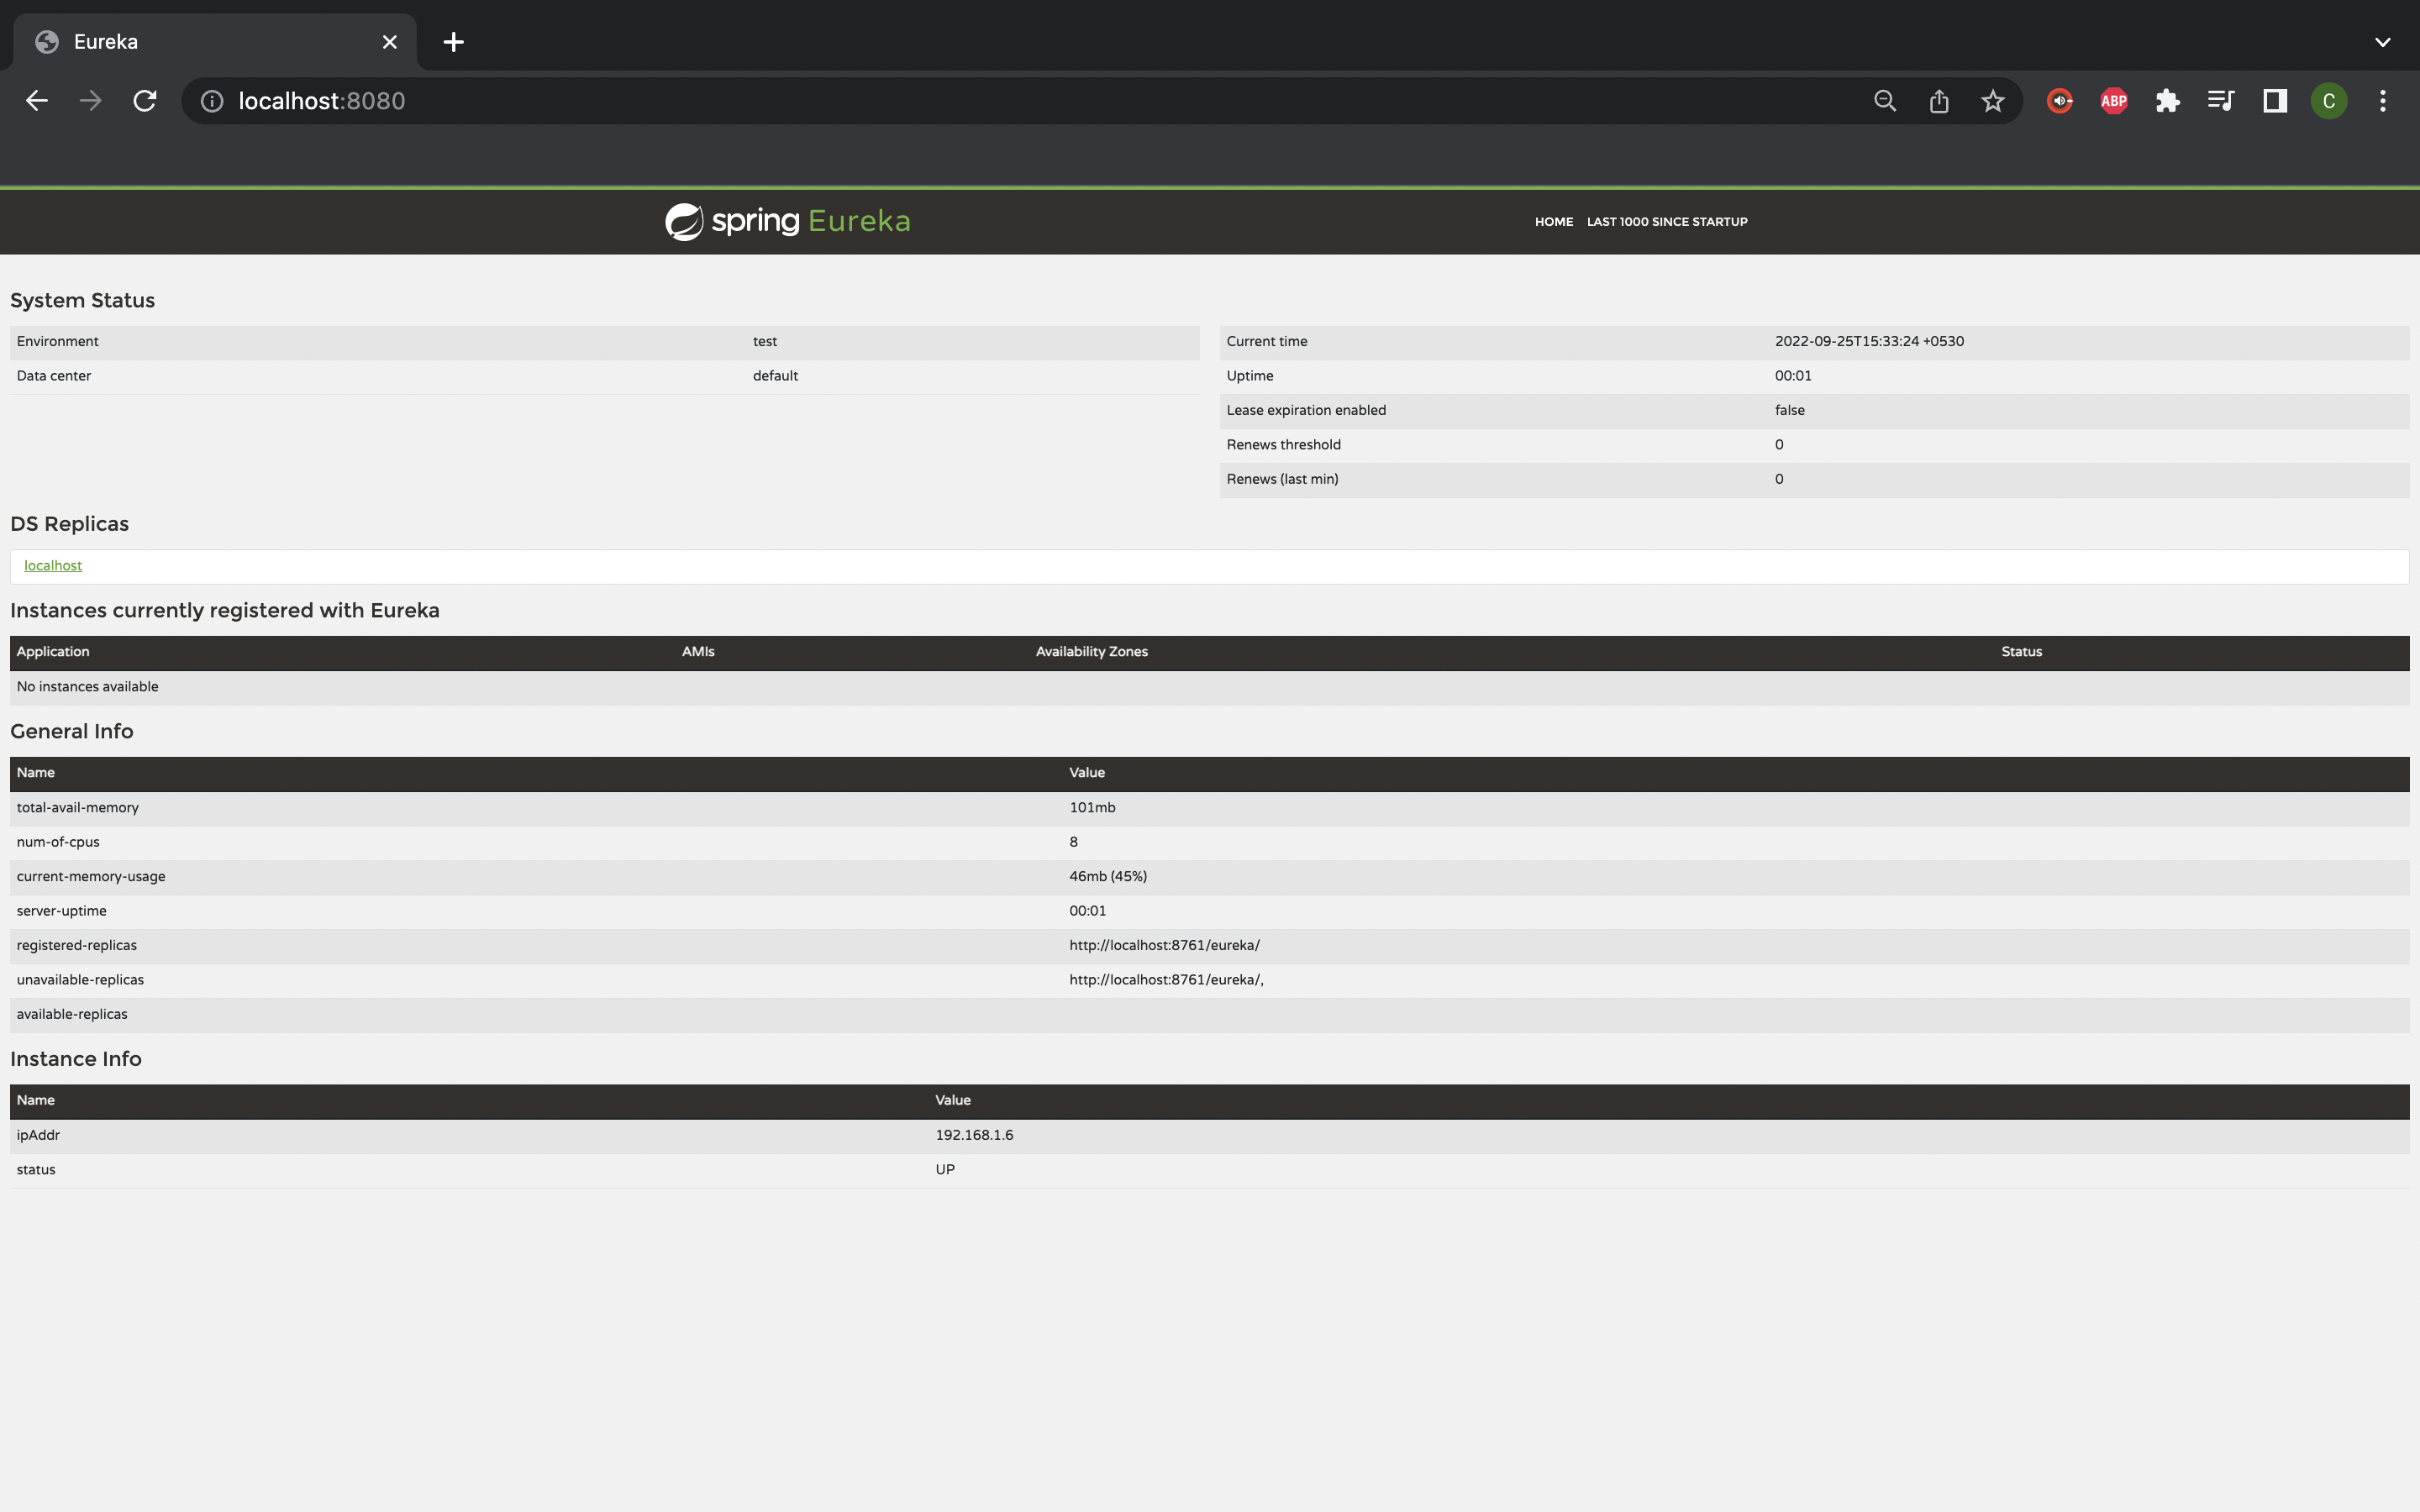 Eureka
localhost:8080
ABP
C
spring Eureka
HOME LAST 1000 SINCE STARTUP
System Status
Environment test
Data center default
Current time 2022-09-25T15:33:24 +0530
Uptime 00:01
Lease expiration enabled false
Renews threshold 0
Renews (last min) 0
DS Replicas
localhost
Instances currently registered with Eureka
Application AMIs Availability Zones Status
No instances available
General Info
Name Value
total-avail-memory 101mb
num-of-cpus 8
current-memory-usage 46mb (45%)
server-uptime 00:01
registered-replicas http://localhost:8761/eureka/
unavailable-replicas http://localhost:8761/eureka/,
available-replicas
Instance Info
Name Value
ipAddr 192.168.1.6
status UP